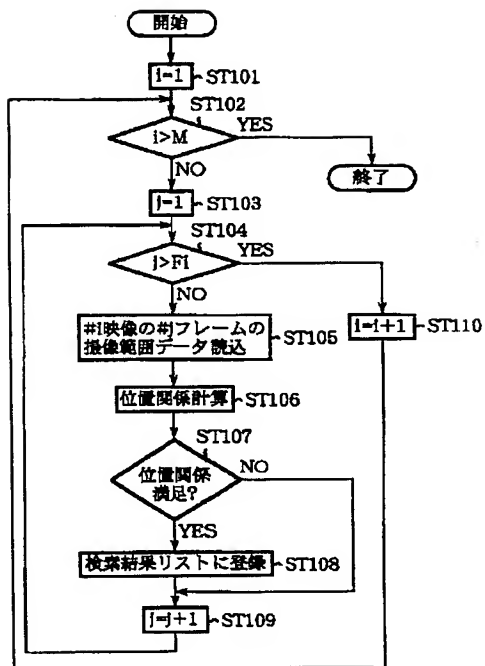 開始
i=1
ST101
ST102
i>M
YES
NO
終了
j=1
ST103
ST104
j>Fi
YES
NO
#i映像の#jフレームの
撮像範囲データ読込
ST105
i=i+1
ST110
位置関係計算
ST106
ST107
位置関係
満足?
NO
YES
検索結果リストに登録
ST108
j=j+1
ST109